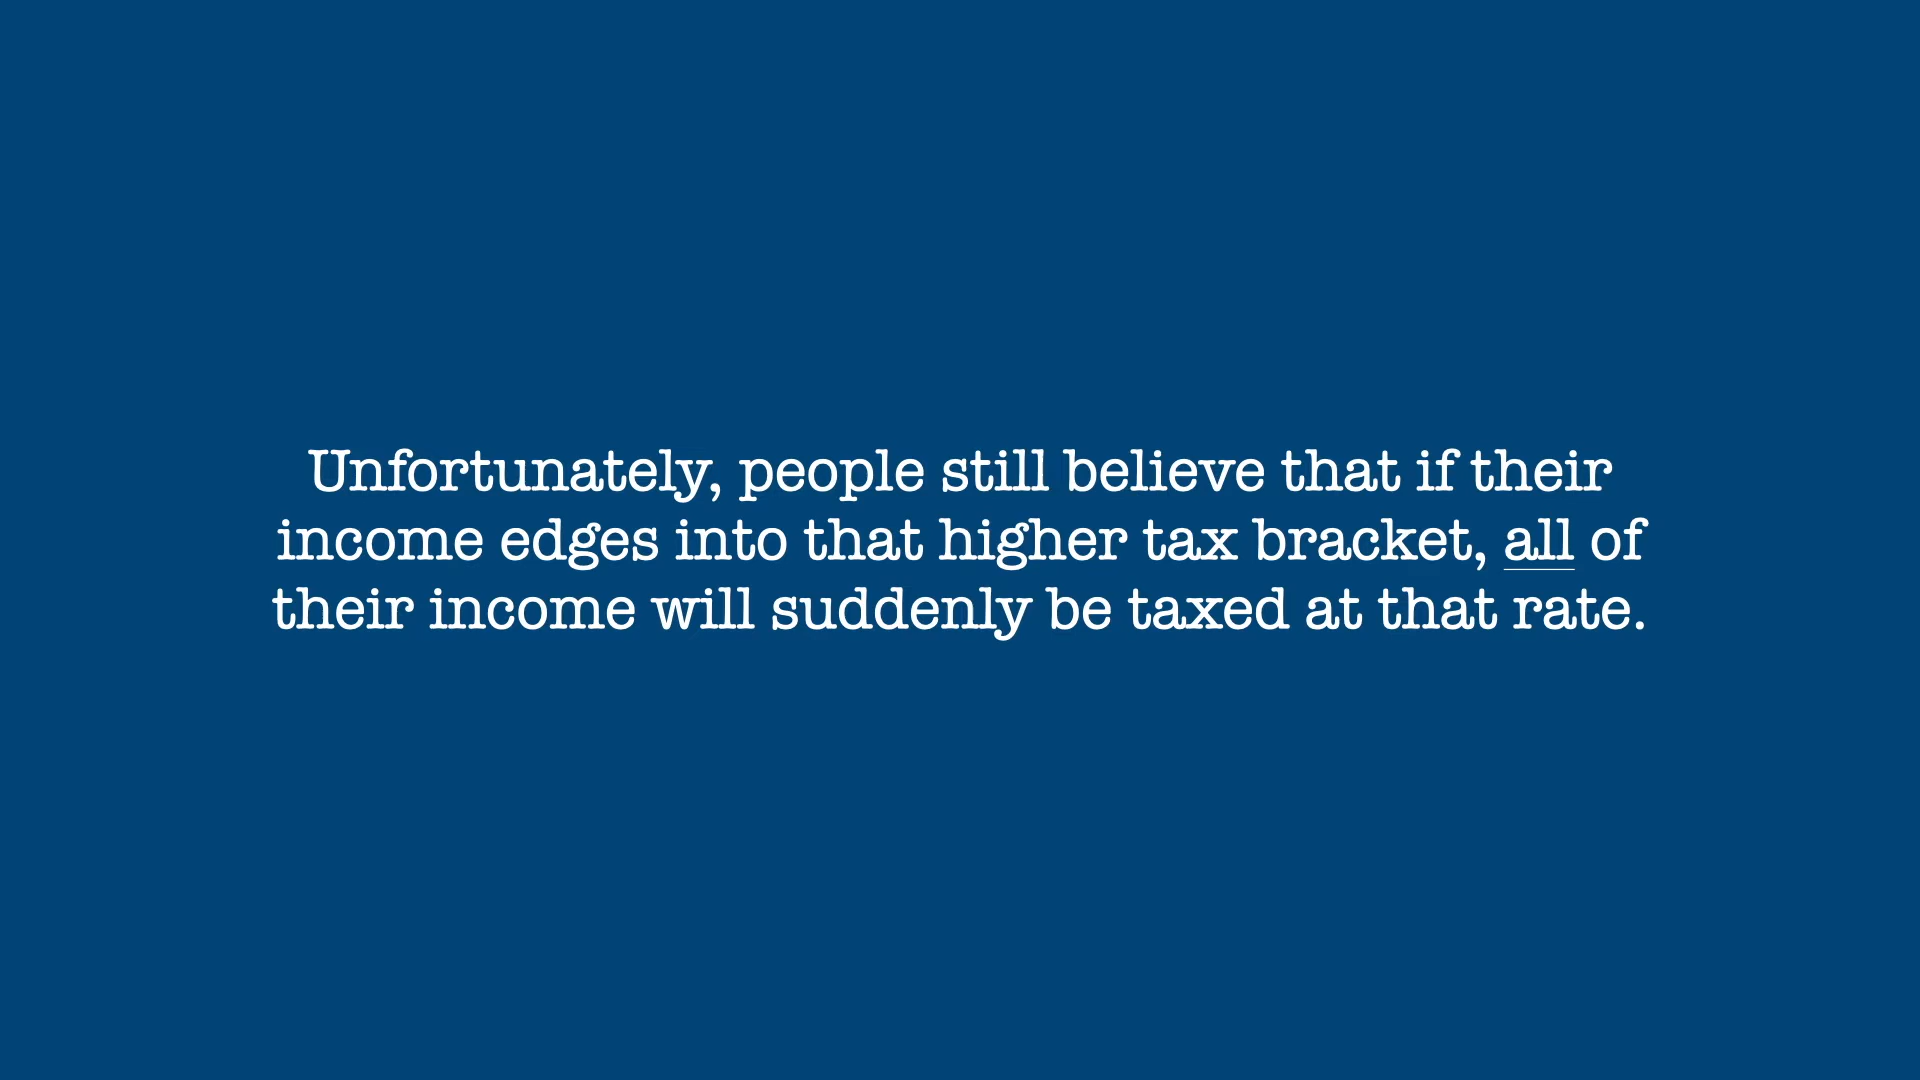 Unfortunately, people still believe that if their
income edges into that higher tax bracket, all of
their income will suddenly be taxed at that rate.